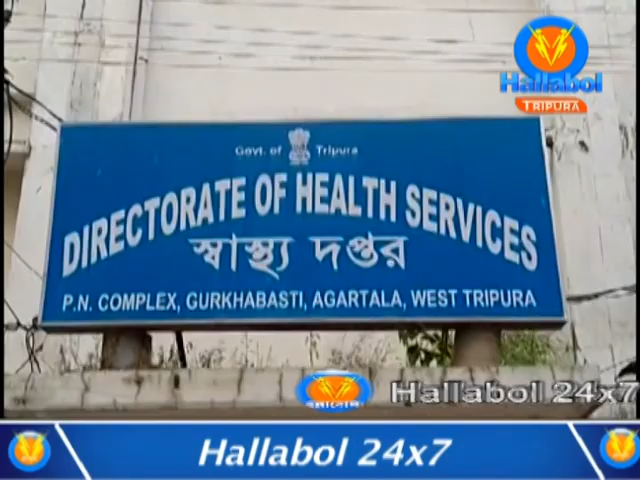 Hallabol
TRIPURA
Govt. of Tripura
DIRECTORATE OF HEALTH SERVICES
স্বাস্থ্য দপ্তর
P.N. COMPLEX, GURKHABASTI, AGARTALA, WEST TRIPURA
Hallabol 24x7
Hallabol 24x7